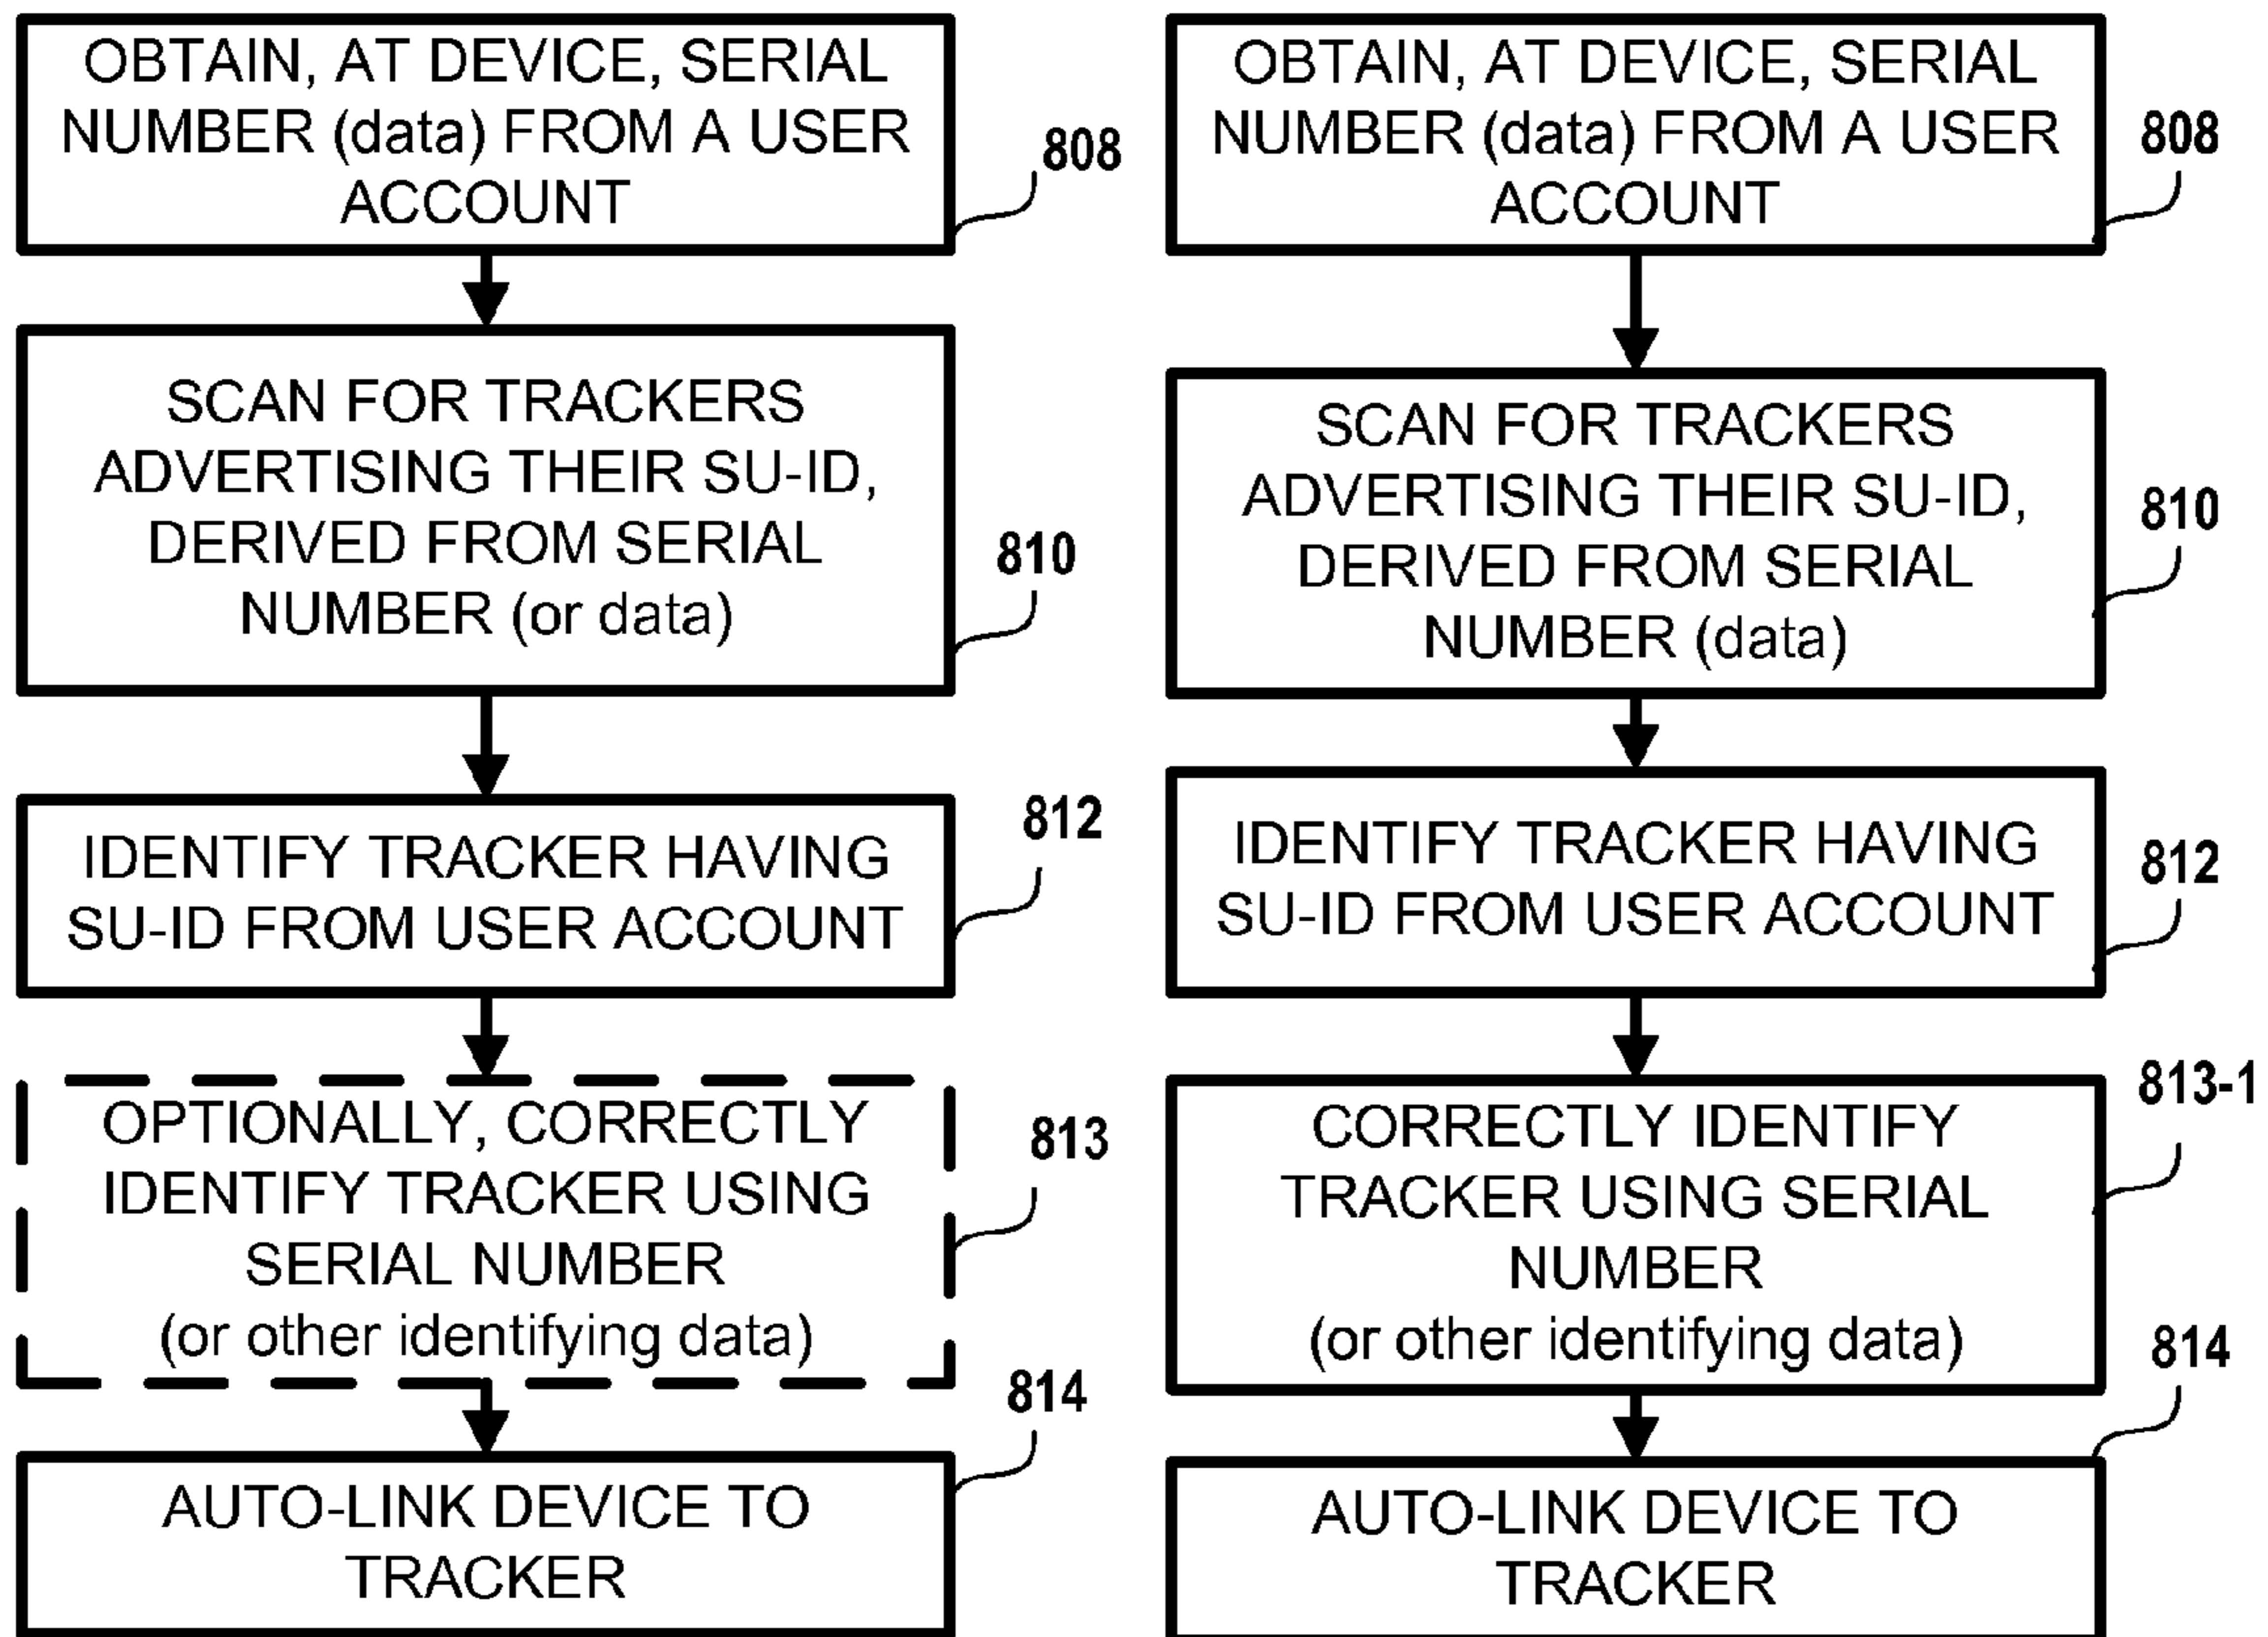 OBTAIN, AT DEVICE, SERIAL
NUMBER (data) FROM A USER
ACCOUNT
808
SCAN FOR TRACKERS
ADVERTISING THEIR SU-ID,
DERIVED FROM SERIAL
NUMBER (or data)
810
IDENTIFY TRACKER HAVING
SU-ID FROM USER ACCOUNT
812
OPTIONALLY, CORRECTLY
IDENTIFY TRACKER USING
SERIAL NUMBER
(or other identifying data)
813
AUTO-LINK DEVICE TO
TRACKER
814
OBTAIN, AT DEVICE, SERIAL
NUMBER (data) FROM A USER
ACCOUNT
808
SCAN FOR TRACKERS
ADVERTISING THEIR SU-ID,
DERIVED FROM SERIAL
NUMBER (data)
810
IDENTIFY TRACKER HAVING
SU-ID FROM USER ACCOUNT
812
CORRECTLY IDENTIFY
TRACKER USING SERIAL
NUMBER
(or other identifying data)
813-1
AUTO-LINK DEVICE TO
TRACKER
814